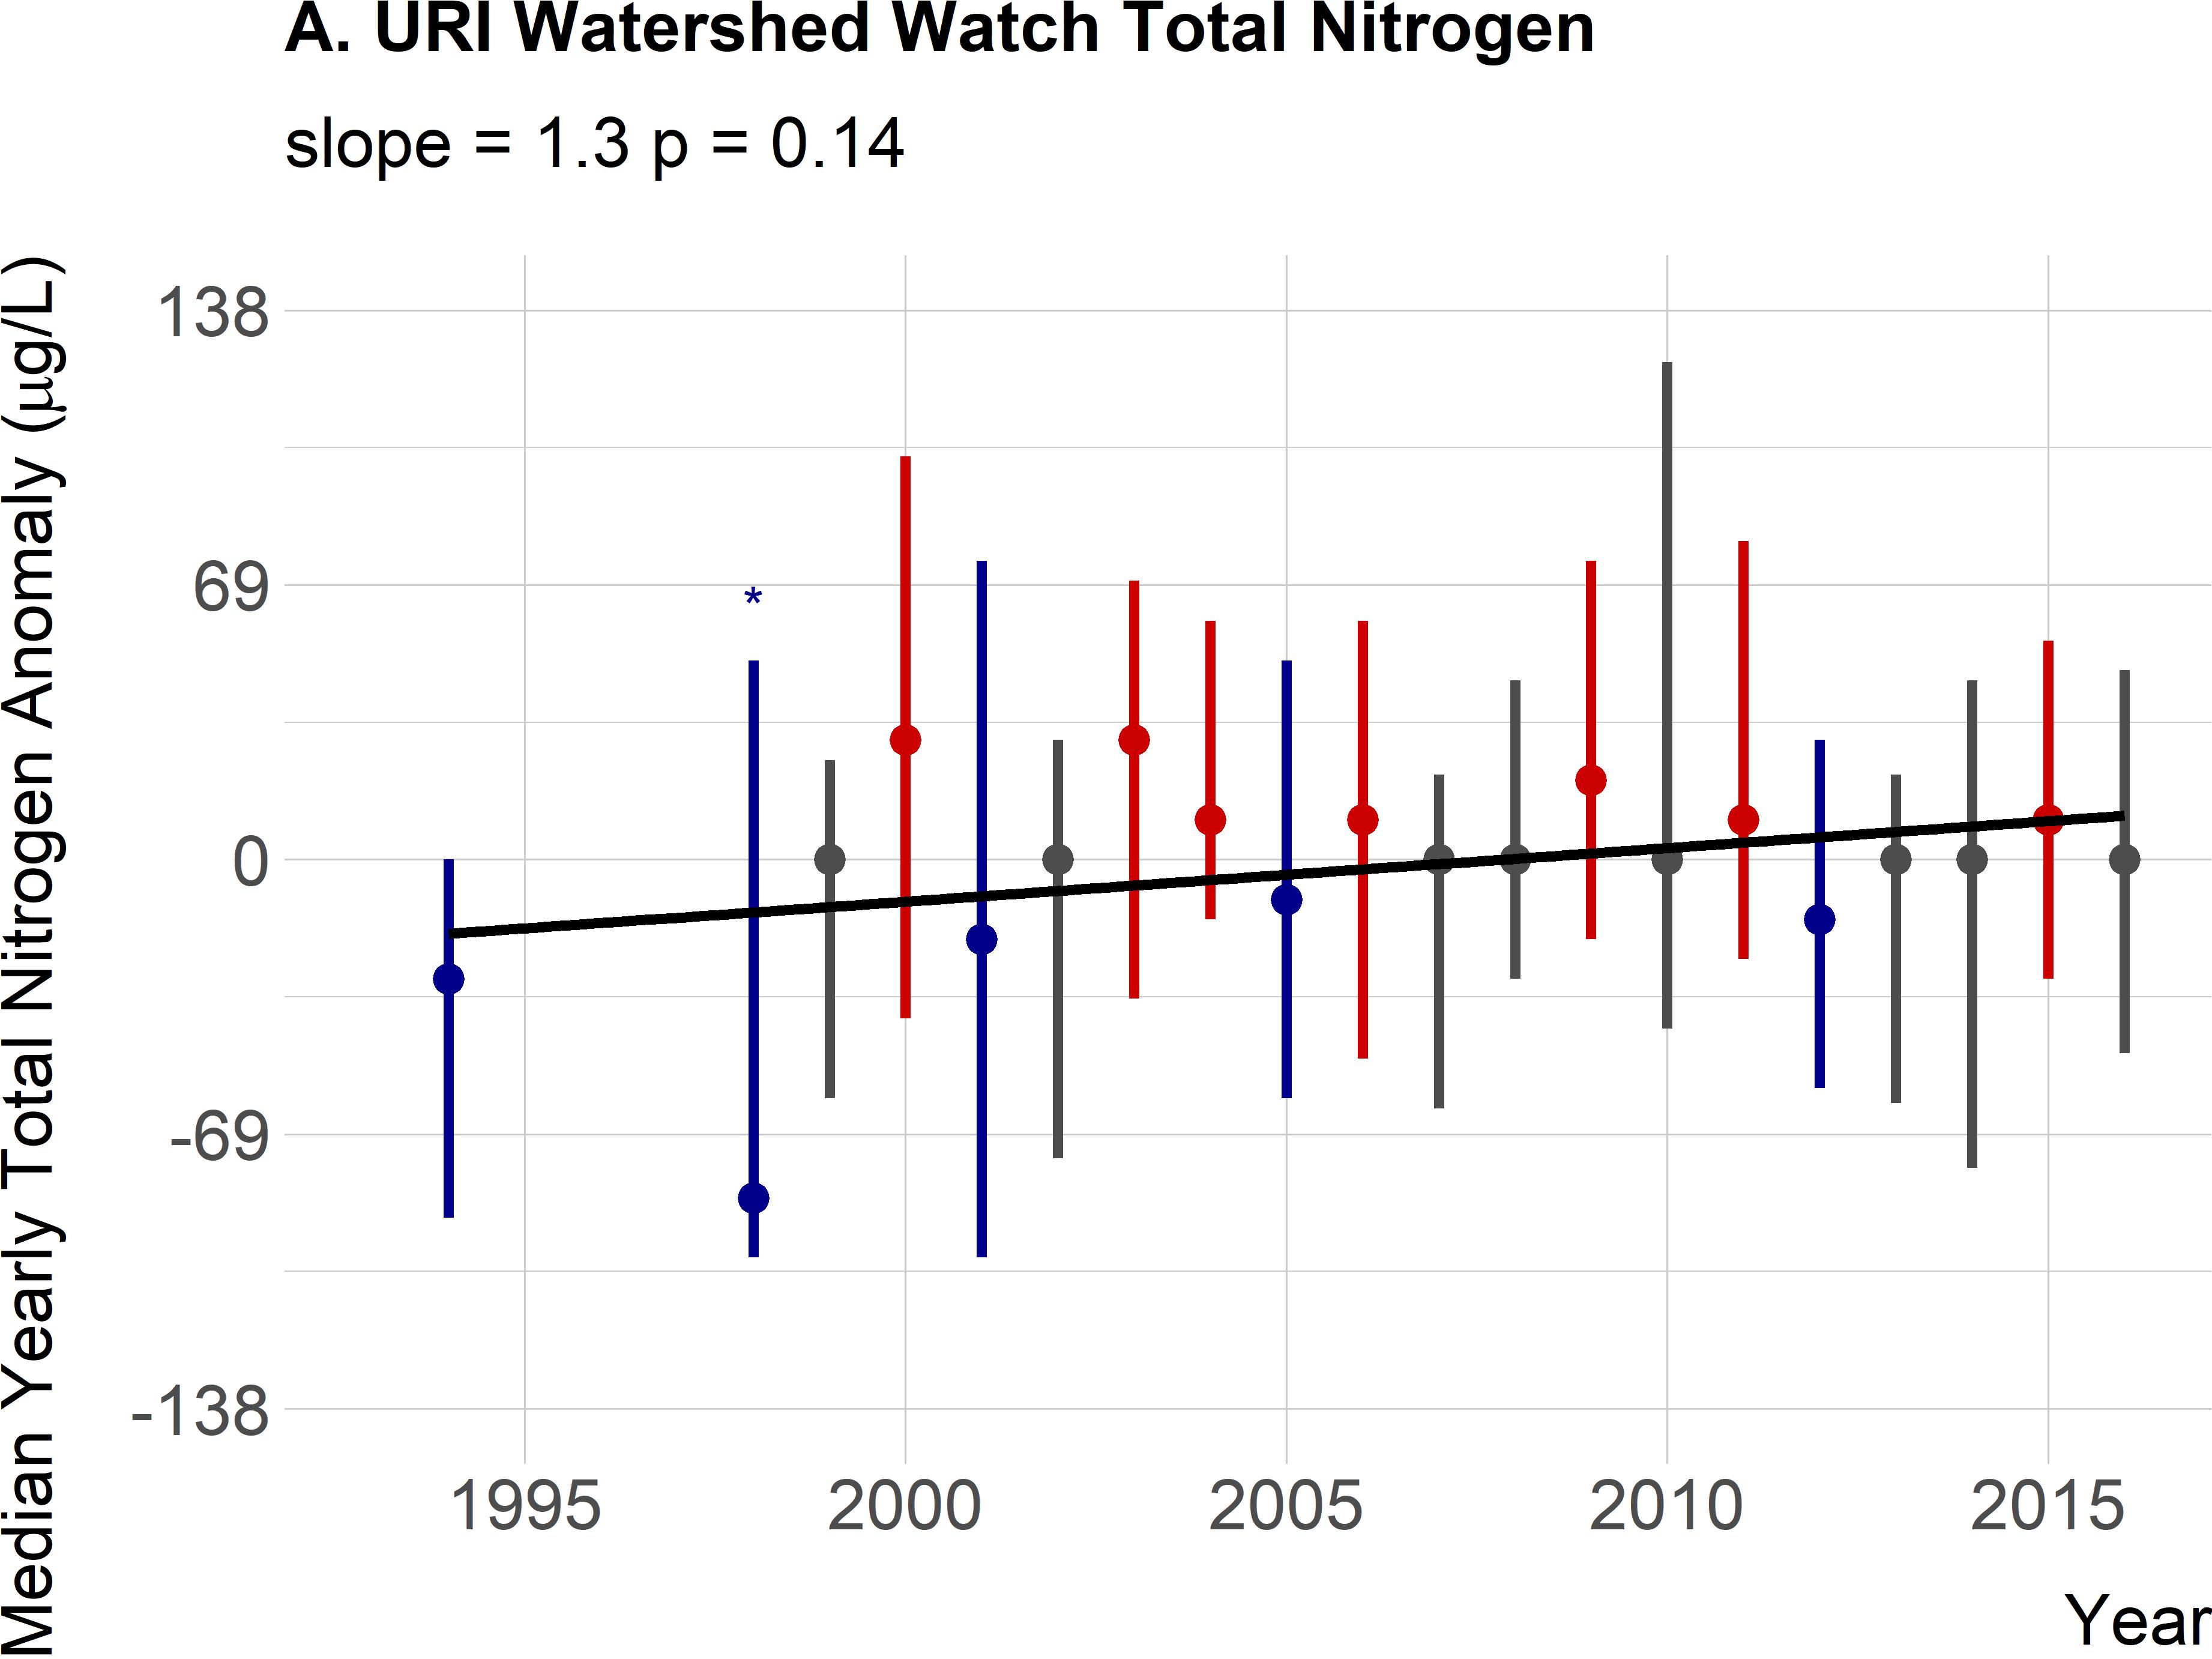 A. URI Watershed Watch Total Nitrogen
slope = 1.3 p = 0.14
Median Yearly Total Nitrogen Anomaly (μg/L)
138
69
0
-69
-138
*
1995 2000 2005 2010 2015
Year